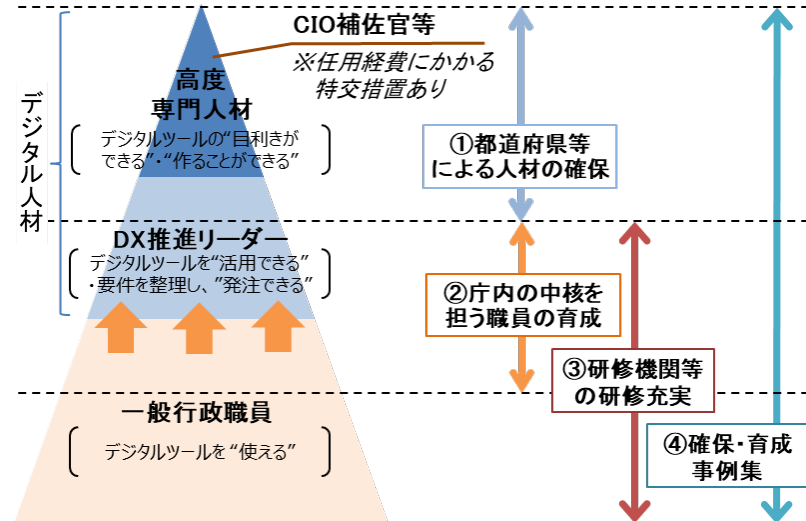 CIO補佐官等
※任用経費にかかる
特交措置あり
デジタル人材
高度
専門人材
デジタルツールの“目利きが
できる”・“作ることができる”
①都道府県等
による人材の確保
DX推進リーダー
デジタルツールを“活用できる”
・要件を整理し、”発注できる”
②庁内の中核を
担う職員の育成
③研修機関等
の研修充実
一般行政職員
デジタルツールを“使える”
④確保・育成
事例集